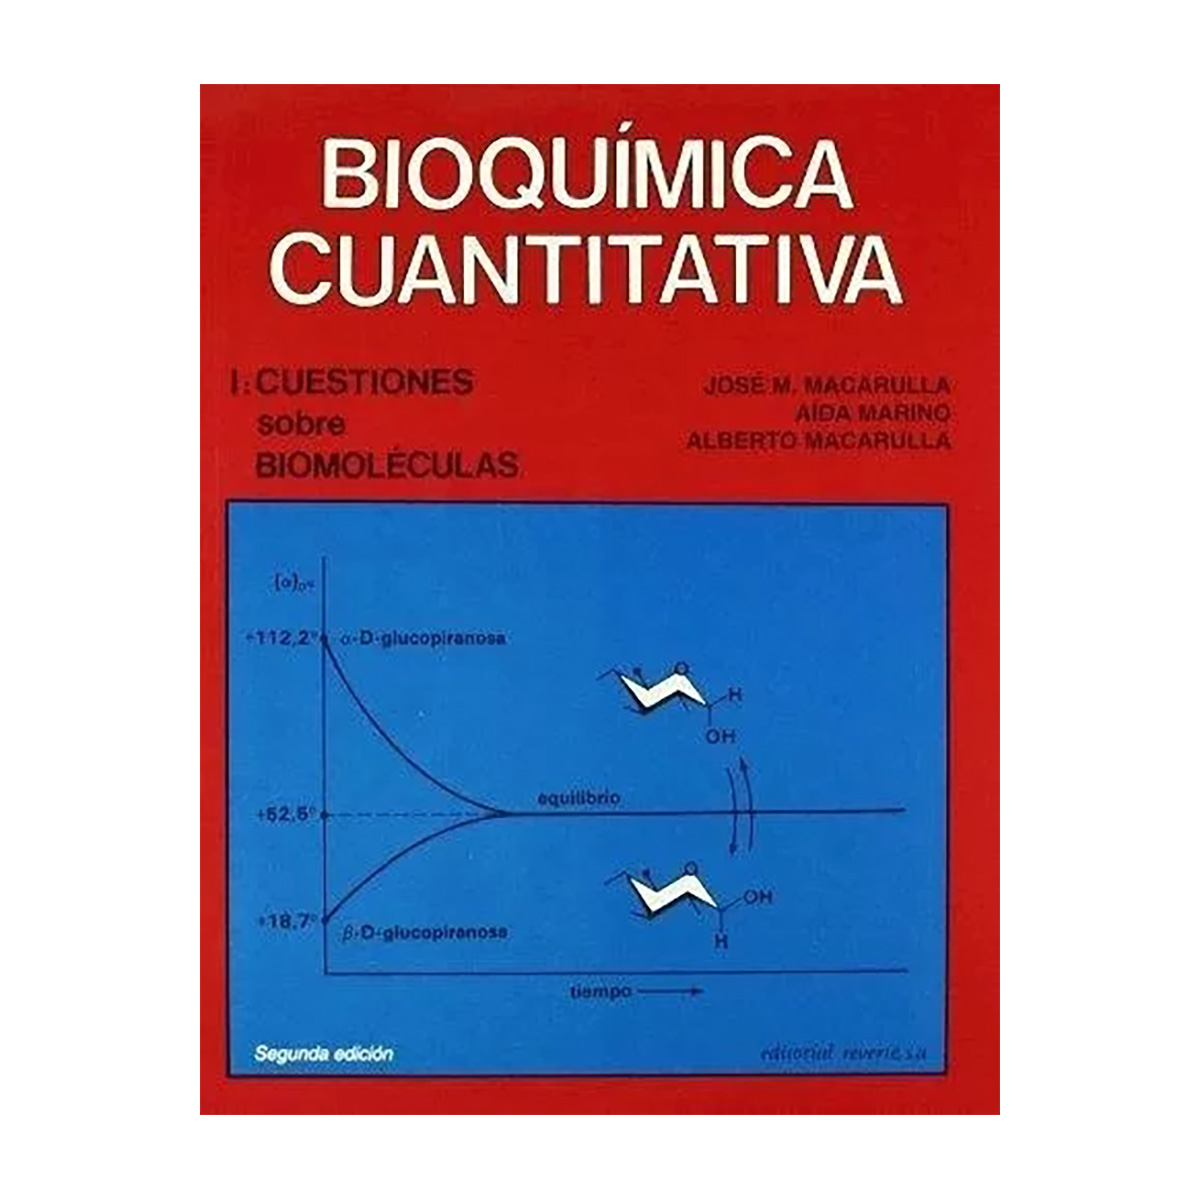 BIOQUÍMICA
CUANTITATIVA
I: CUESTIONES
sobre
BIOMOLÉCULAS
JOSÉ M. MACARULLA
AÍDA MARINO
ALBERTO MACARULLA
+112,2°
α-D-glucopiranosa
O
H
OH
equilibrio
+52,5°
O
OH
H
+18,7°
β-D-glucopiranosa
tiempo
Segunda edición
editorial reverté, s.a